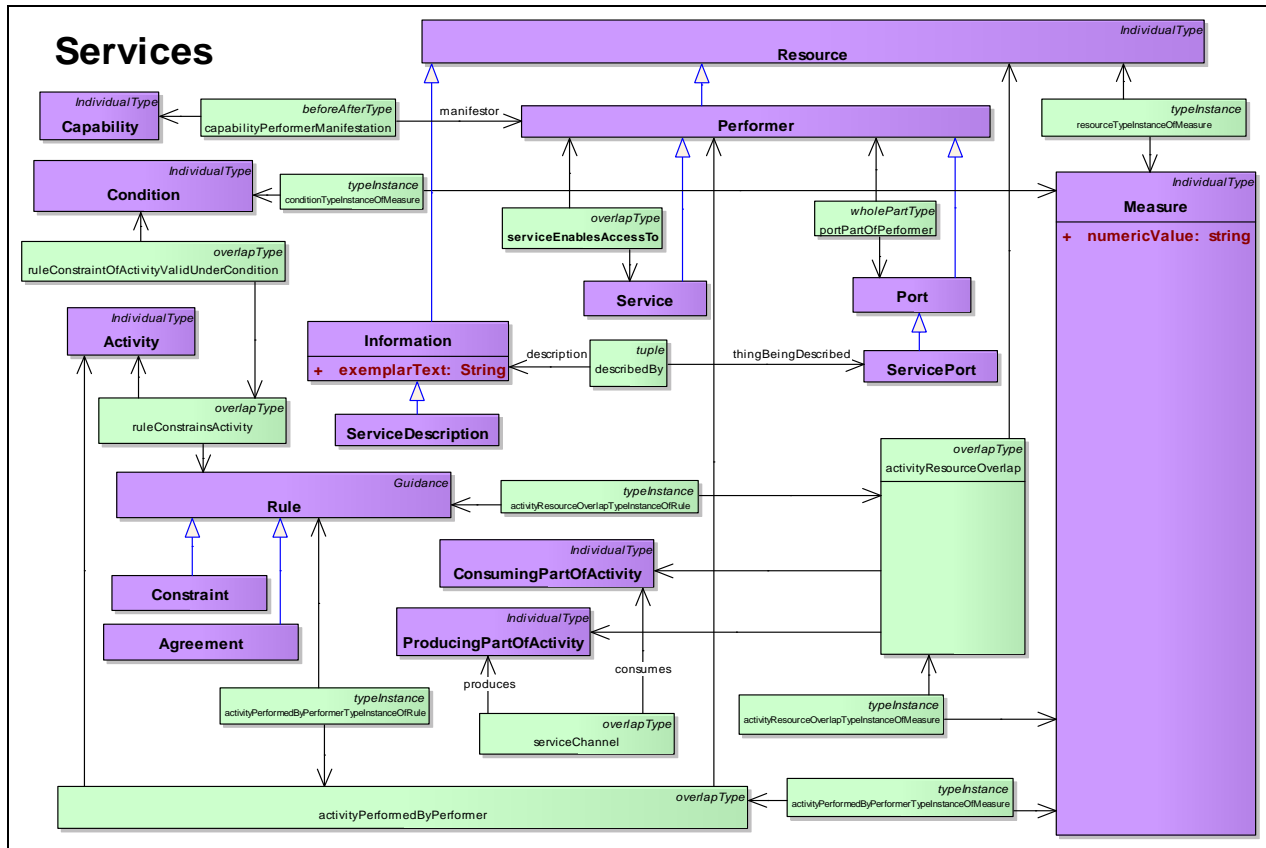 Services
IndividualType
Resource
IndividualType
Capability
beforeAfterType
capabilityPerformerManifestation
manifestor
Performer
typeInstance
resourceTypeInstanceOfMeasure
IndividualType
Condition
typeInstance
conditionTypeInstanceOfMeasure
IndividualType
Measure
+ numericValue: string
overlapType
serviceEnablesAccessTo
wholePartType
portPartOfPerformer
overlapType
ruleConstraintOfActivityValidUnderCondition
Service
Port
IndividualType
Activity
Information
+ exemplarText: String
description
tuple
describedBy
thingBeingDescribed
ServicePort
overlapType
ruleConstrainsActivity
ServiceDescription
overlapType
activityResourceOverlap
Guidance
Rule
typeInstance
activityResourceOverlapTypeInstanceOfRule
IndividualType
ConsumingPartOfActivity
Constraint
IndividualType
ProducingPartOfActivity
Agreement
consumes
produces
typeInstance
activityPerformedByPerformerTypeInstanceOfRule
overlapType
serviceChannel
typeInstance
activityResourceOverlapTypeInstanceOfMeasure
overlapType
activityPerformedByPerformer
typeInstance
activityPerformedByPerformerTypeInstanceOfMeasure